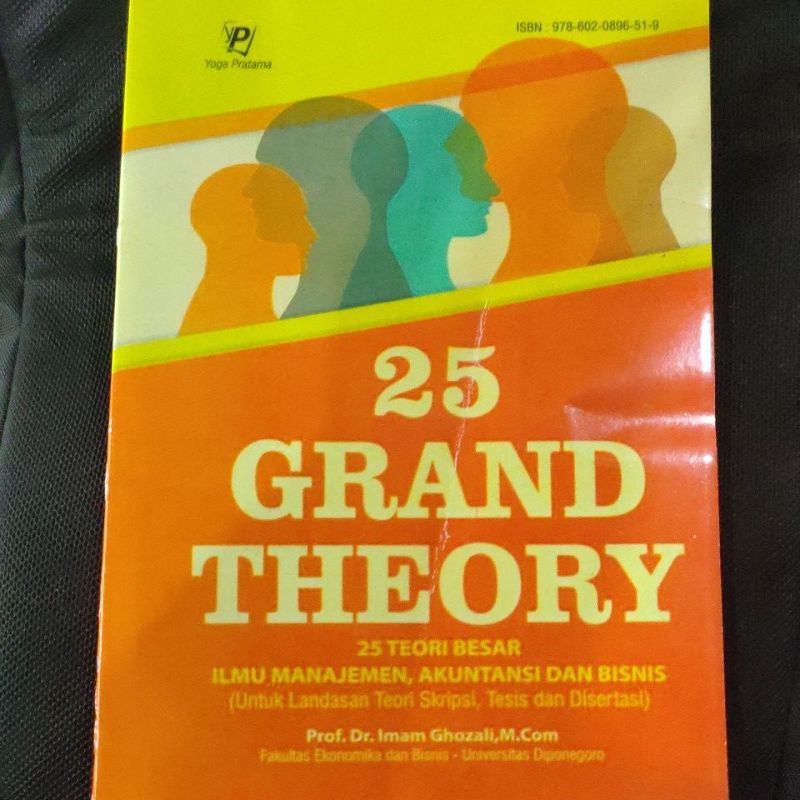 ISBN : 978-602-0896-51-9
YP
Yoga Pratama
25
GRAND
THEORY
25 TEORI BESAR
ILMU MANAJEMEN, AKUNTANSI DAN BISNIS
(Untuk Landasan Teori Skripsi, Tesis dan Disertasi)
Prof. Dr. Imam Ghozali,M.Com
Fakultas Ekonomika dan Bisnis - Universitas Diponegoro